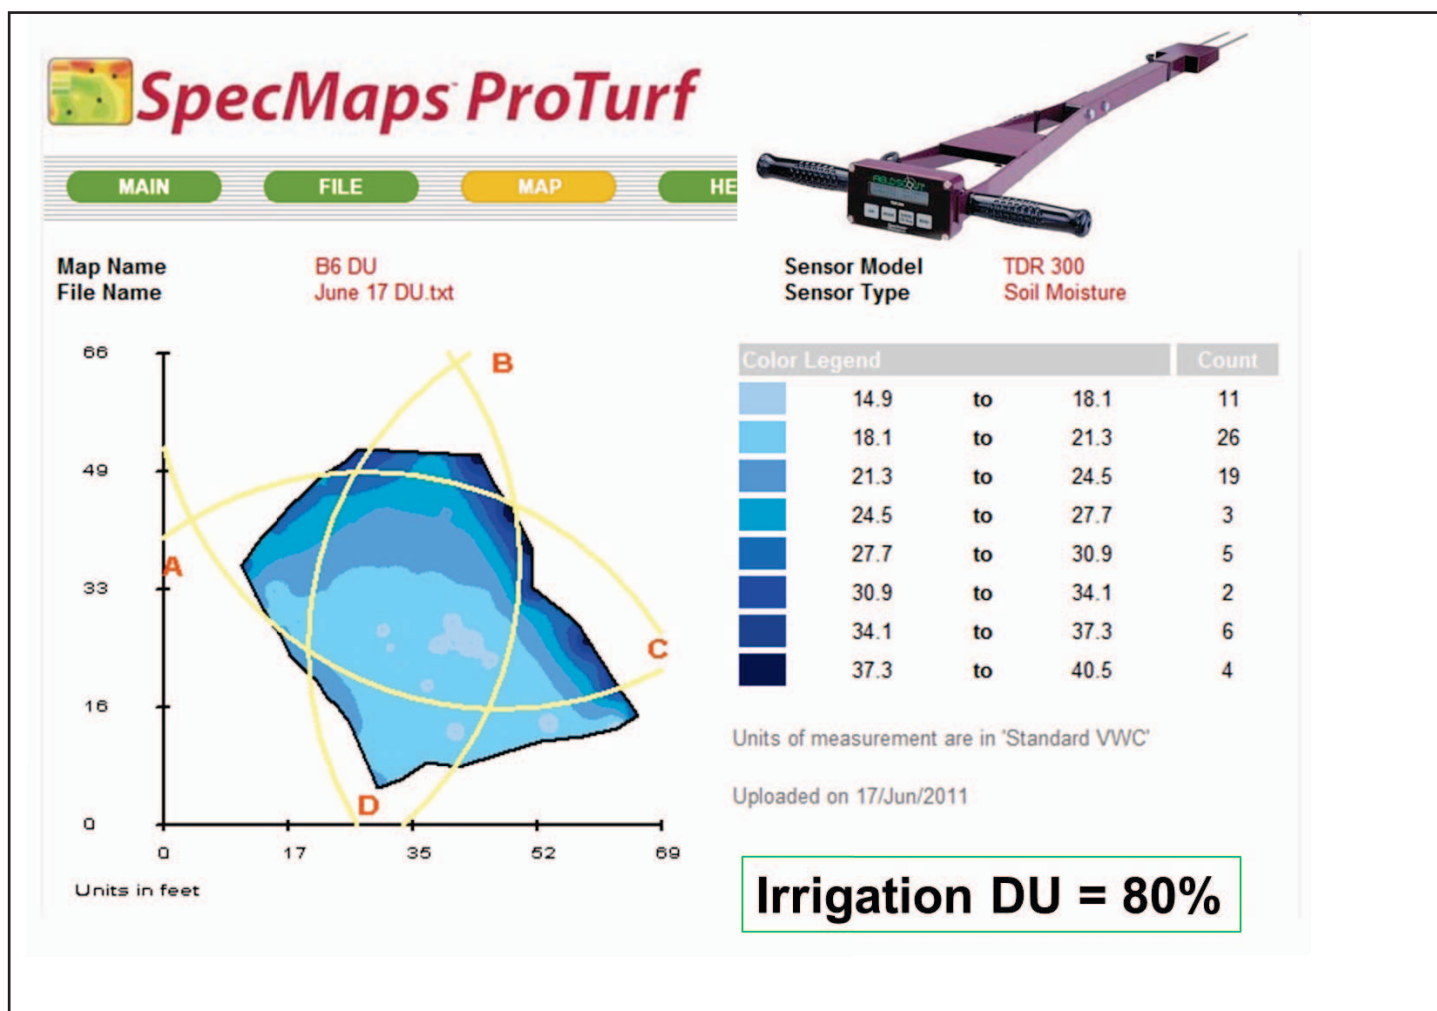 SpecMaps™ ProTurf
MAIN FILE MAP HE
Map Name B6 DU
File Name June 17 DU.txt
Sensor Model TDR 300
Sensor Type Soil Moisture
66
49
33
16
0
0 17 35 52 69
Units in feet
A
B
C
D
Color Legend Count
14.9 to 18.1 11
18.1 to 21.3 26
21.3 to 24.5 19
24.5 to 27.7 3
27.7 to 30.9 5
30.9 to 34.1 2
34.1 to 37.3 6
37.3 to 40.5 4
Units of measurement are in 'Standard VWC'
Uploaded on 17/Jun/2011
Irrigation DU = 80%